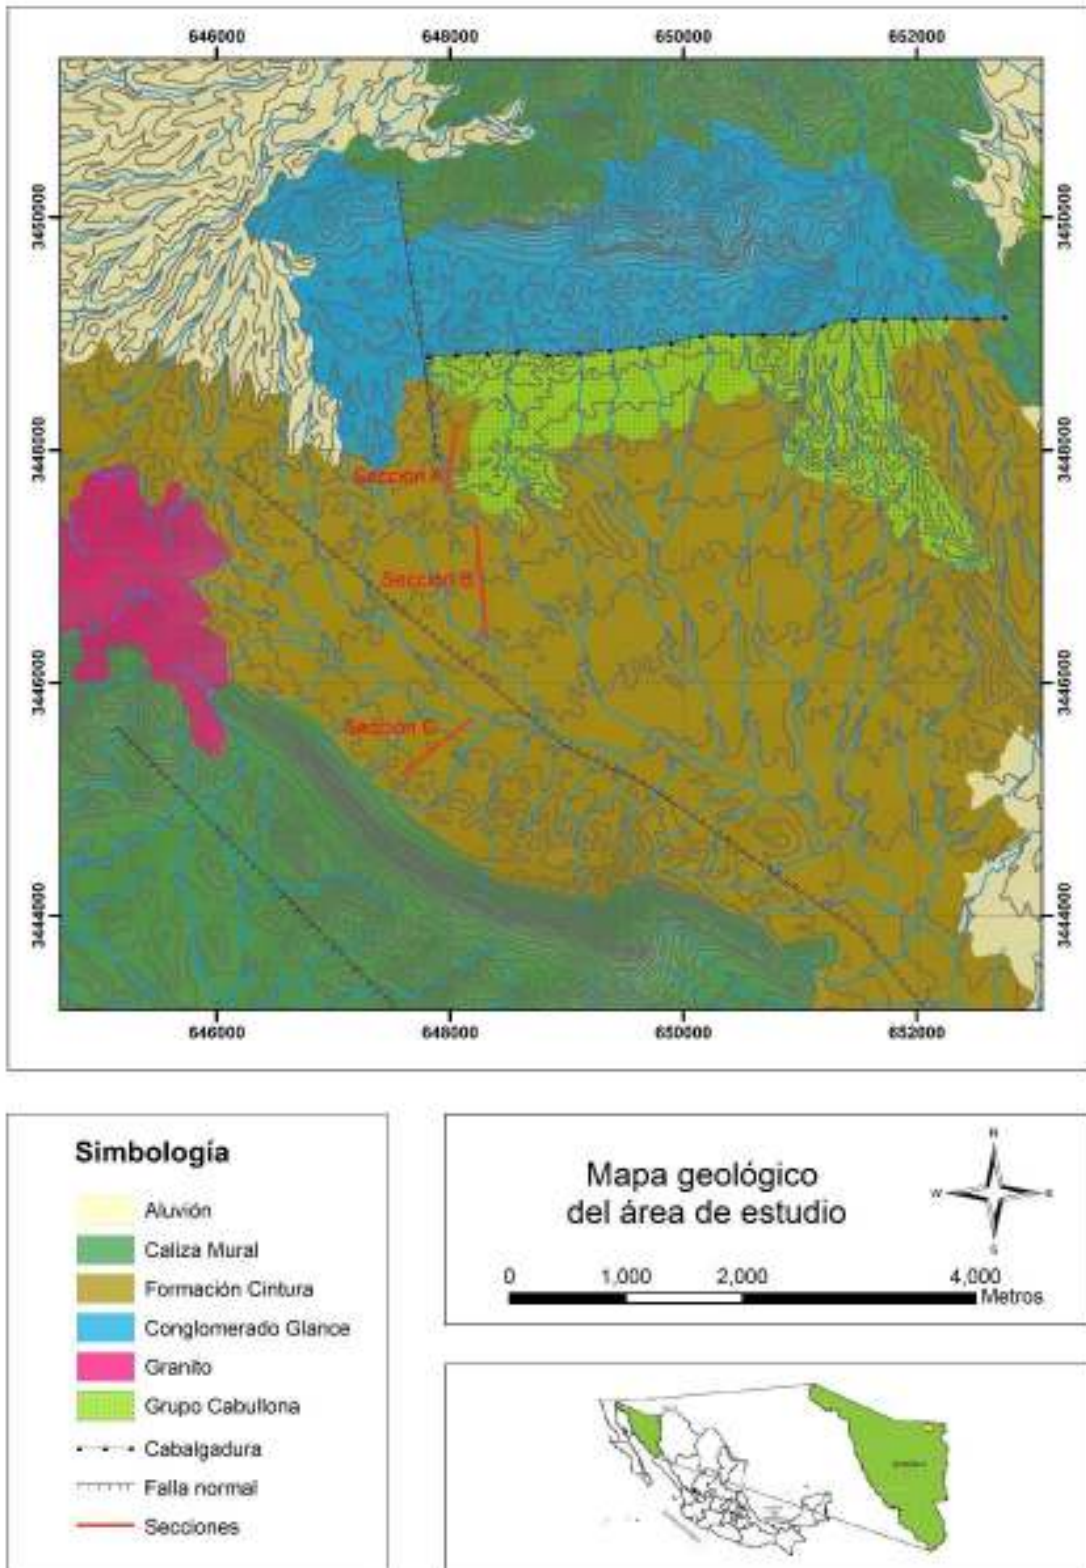 646000 648000 650000 652000
3450000 3450000
3448000 3448000
Sección A
Sección B
3446000 3446000
Sección C
3444000 3444000
646000 648000 650000 652000
Simbología
Aluvión
Caliza Mural
Formación Cintura
Conglomerado Glance
Granito
Grupo Cabullona
Cabalgadura
Falla normal
Secciones
Mapa geológico
del área de estudio
N
W E
S
0 1,000 2,000 4,000
Metros